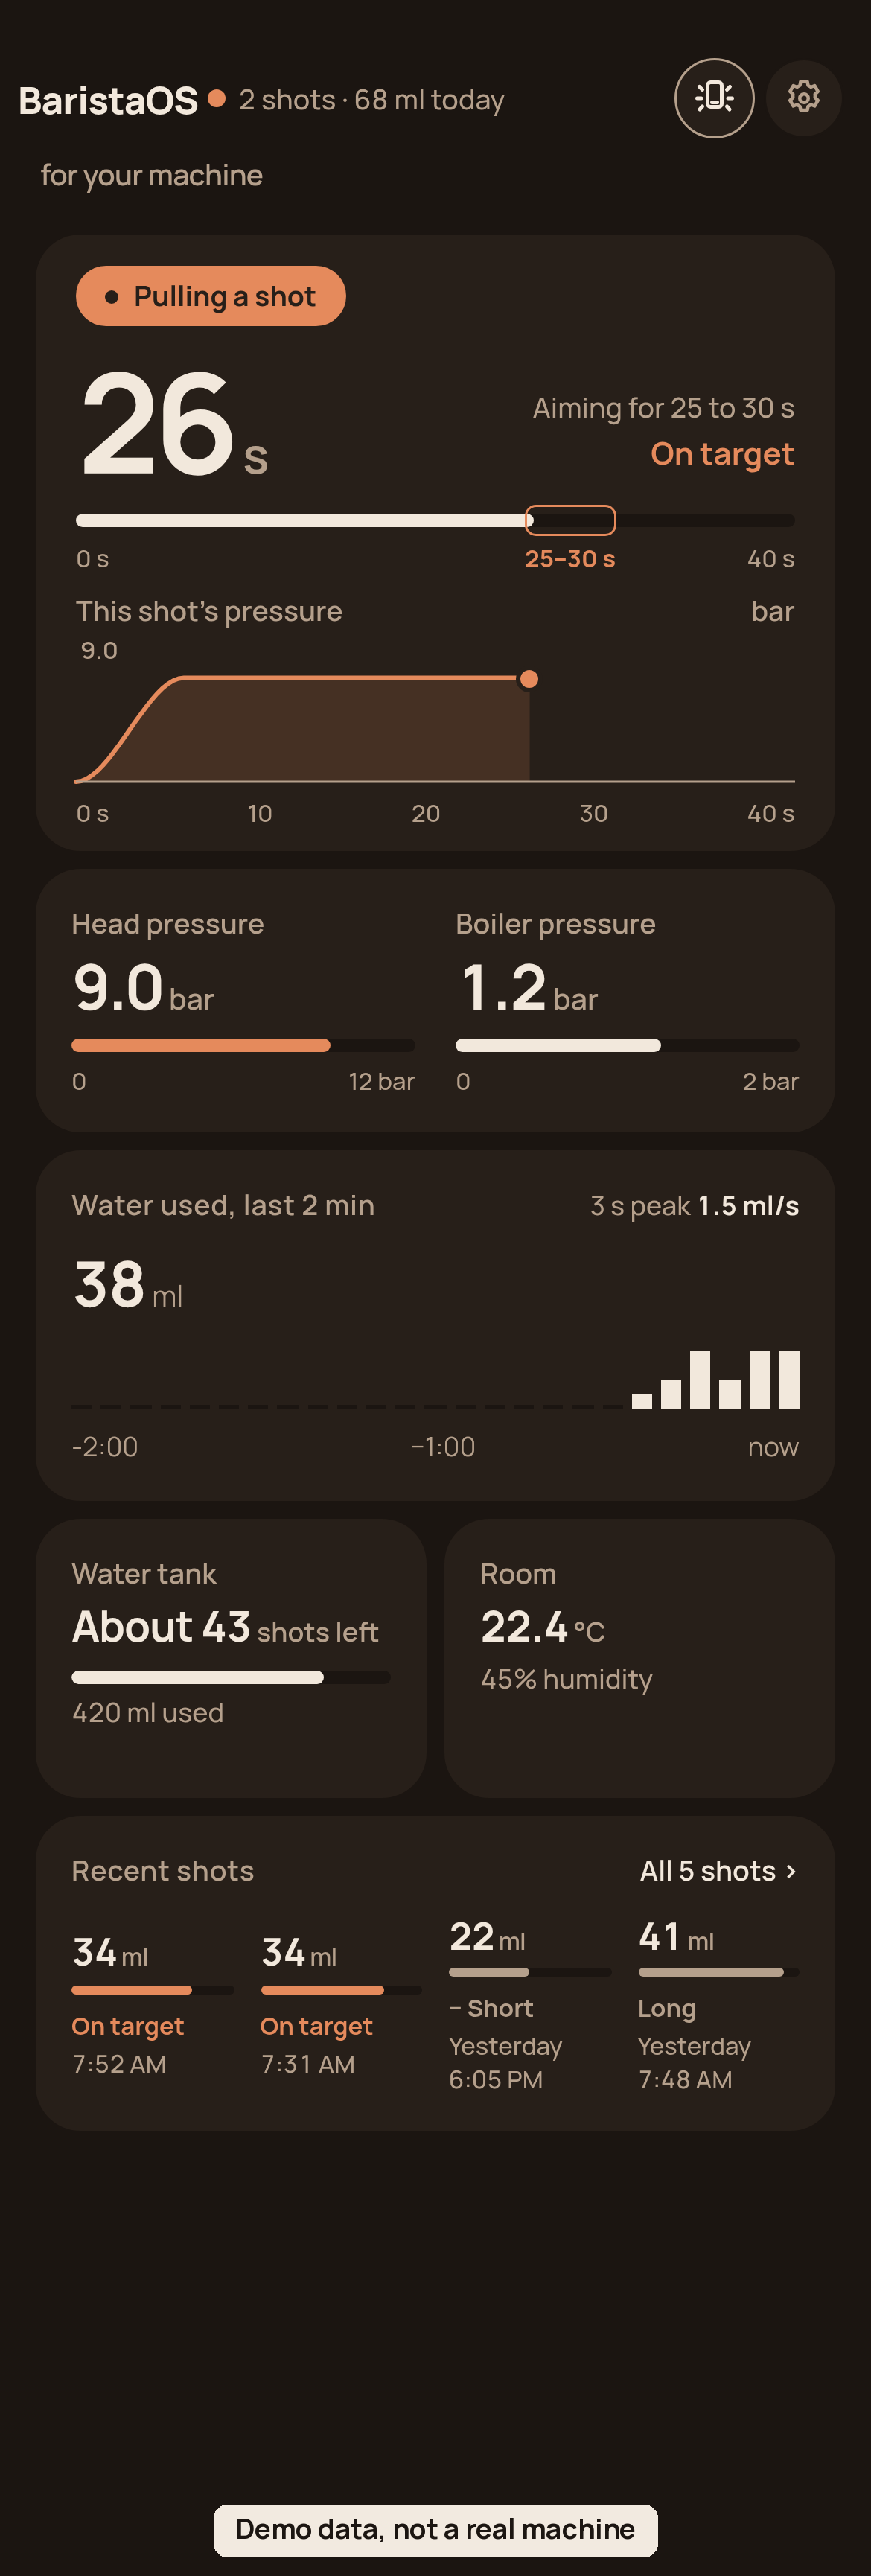 BaristaOS 2 shots · 68 ml today
for your machine
Pulling a shot
26 s
Aiming for 25 to 30 s
On target
0 s 25–30 s 40 s
This shot’s pressure bar
9.0
0 s 10 20 30 40 s
Head pressure
9.0 bar
0 12 bar
Boiler pressure
1.2 bar
0 2 bar
Water used, last 2 min 3 s peak 1.5 ml/s
38 ml
-2:00 −1:00 now
Water tank
About 43 shots left
420 ml used
Room
22.4 °C
45% humidity
Recent shots All 5 shots ›
34 ml
On target
7:52 AM
34 ml
On target
7:31 AM
22 ml
– Short
Yesterday
6:05 PM
41 ml
Long
Yesterday
7:48 AM
Demo data, not a real machine